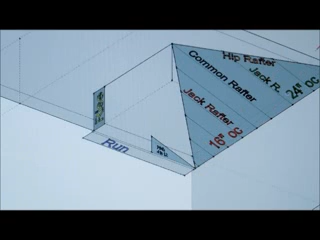 Hip Rafter
Common Rafter
Jack R.
24" OC
Jack Rafter
16" OC
Run